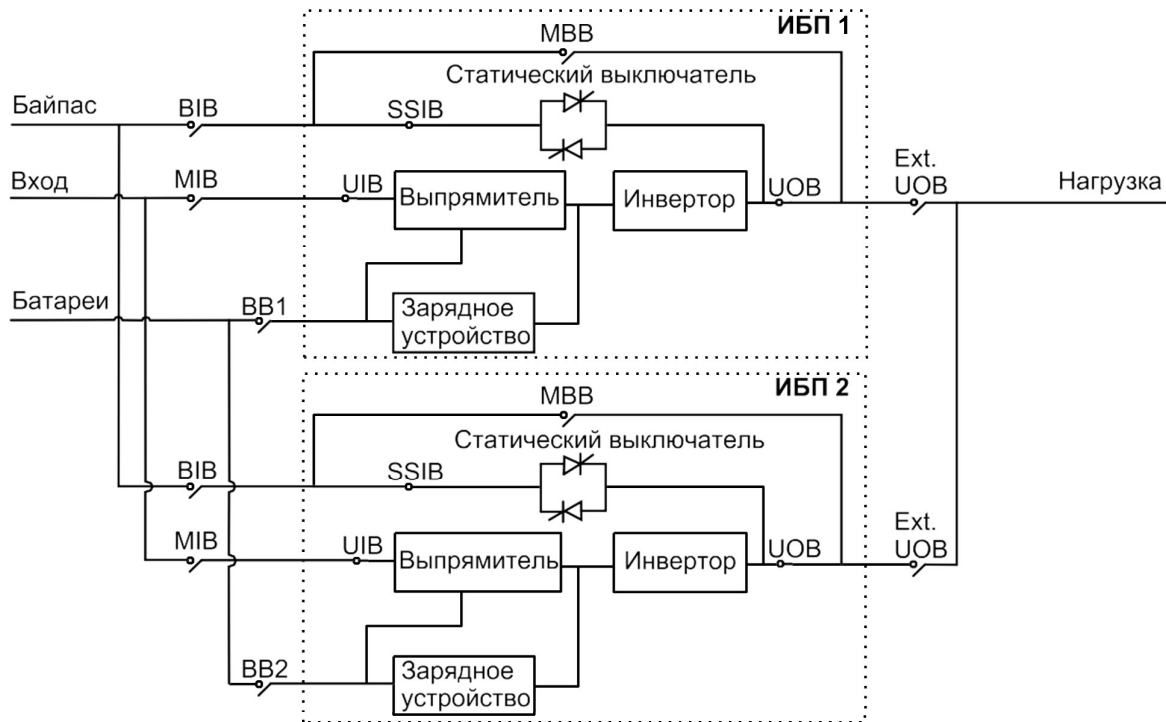 ИБП 1
MBB
Статический выключатель
Байпас
BIB
SSIB
Вход
MIB
UIB
Выпрямитель
Инвертор
UOB
Ext.
UOB
Нагрузка
Батареи
BB1
Зарядное
устройство
ИБП 2
MBB
Статический выключатель
BIB
SSIB
MIB
UIB
Выпрямитель
Инвертор
UOB
Ext.
UOB
BB2
Зарядное
устройство